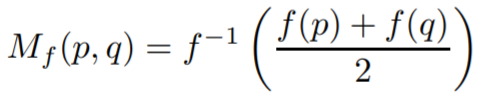 M_f(p, q) = f^{-1} \left( \frac{f(p) + f(q)}{2} \right)